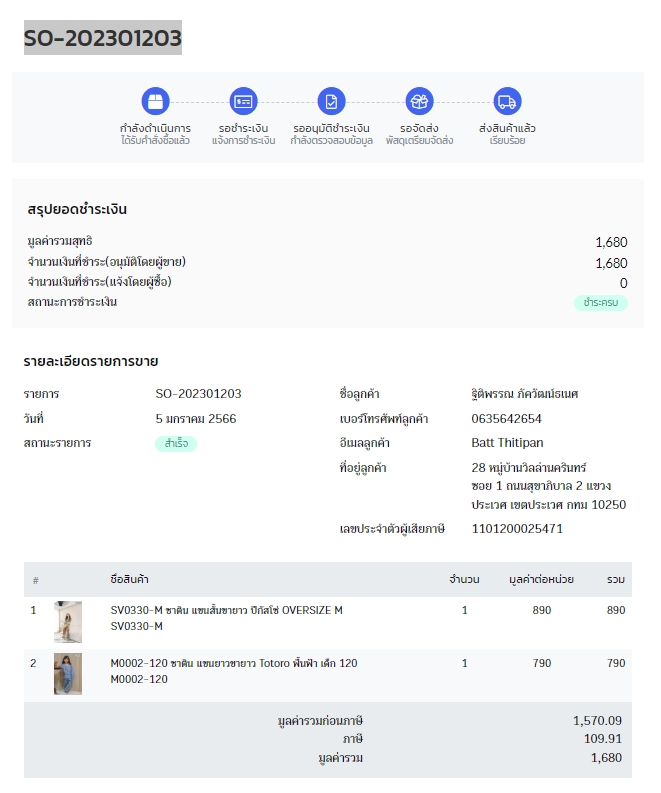 SO-202301203
กำลังดำเนินการ รอชำระเงิน รออนุมัติชำระเงิน รอจัดส่ง ส่งสินค้าแล้ว
ได้รับคำสั่งซื้อแล้ว แจ้งการชำระเงิน กำลังตรวจสอบข้อมูล พัสดุเตรียมจัดส่ง เรียบร้อย
สรุปยอดชำระเงิน
มูลค่ารวมสุทธิ 1,680
จำนวนเงินที่ชำระ(อนุมัติโดยผู้ขาย) 1,680
จำนวนเงินที่ชำระ(แจ้งโดยผู้ซื้อ) 0
สถานะการชำระเงิน ชำระครบ
รายละเอียดรายการขาย
รายการ SO-202301203 ชื่อลูกค้า ฐิติพรรณ ภัควัฒน์ธเนศ
วันที่ 5 มกราคม 2566 เบอร์โทรศัพท์ลูกค้า 0635642654
สถานะรายการ สำเร็จ อีเมลลูกค้า Batt Thitipan
ที่อยู่ลูกค้า 28 หมู่บ้านวิลล่านครินทร์
ซอย 1 ถนนสุขาภิบาล 2 แขวง
ประเวศ เขตประเวศ กทม 10250
เลขประจำตัวผู้เสียภาษี 1101200025471
# ชื่อสินค้า จำนวน มูลค่าต่อหน่วย รวม
1 SV0330-M ซาติน แขนสั้นขายาว ปิกัสโซ่ OVERSIZE M 1 890 890
SV0330-M
2 M0002-120 ซาติน แขนยาวขายาว Totoro พื้นฟ้า เด็ก 120 1 790 790
M0002-120
มูลค่ารวมก่อนภาษี 1,570.09
ภาษี 109.91
มูลค่ารวม 1,680